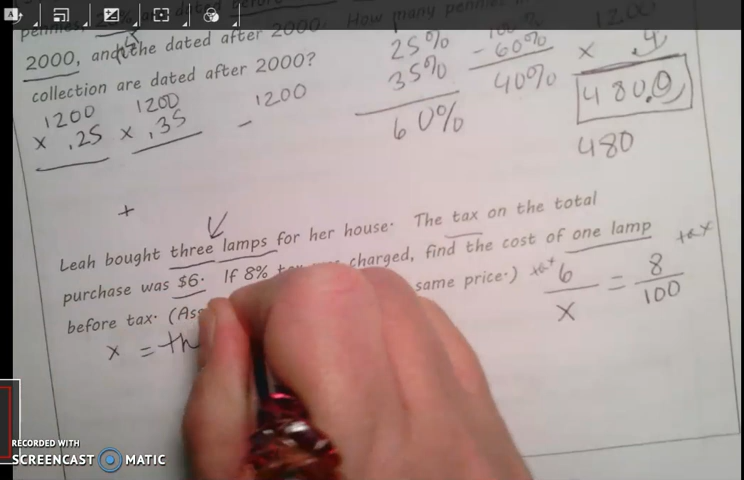 pennies,
2000, and the dated after 2000. How many pennies
collection are dated after 2000?
1200
x .25
1200
x .35
- 1200
25%
35%
60%
100%
- 60%
40%
1200
x .4
480.0
480
+
Leah bought three lamps for her house. The tax on the total
purchase was $6. If 8% charged, find the cost of one lamp
before tax. same price.)
x = th
tax 6 = 8 tax
x 100
RECORDED WITH
SCREENCAST MATIC